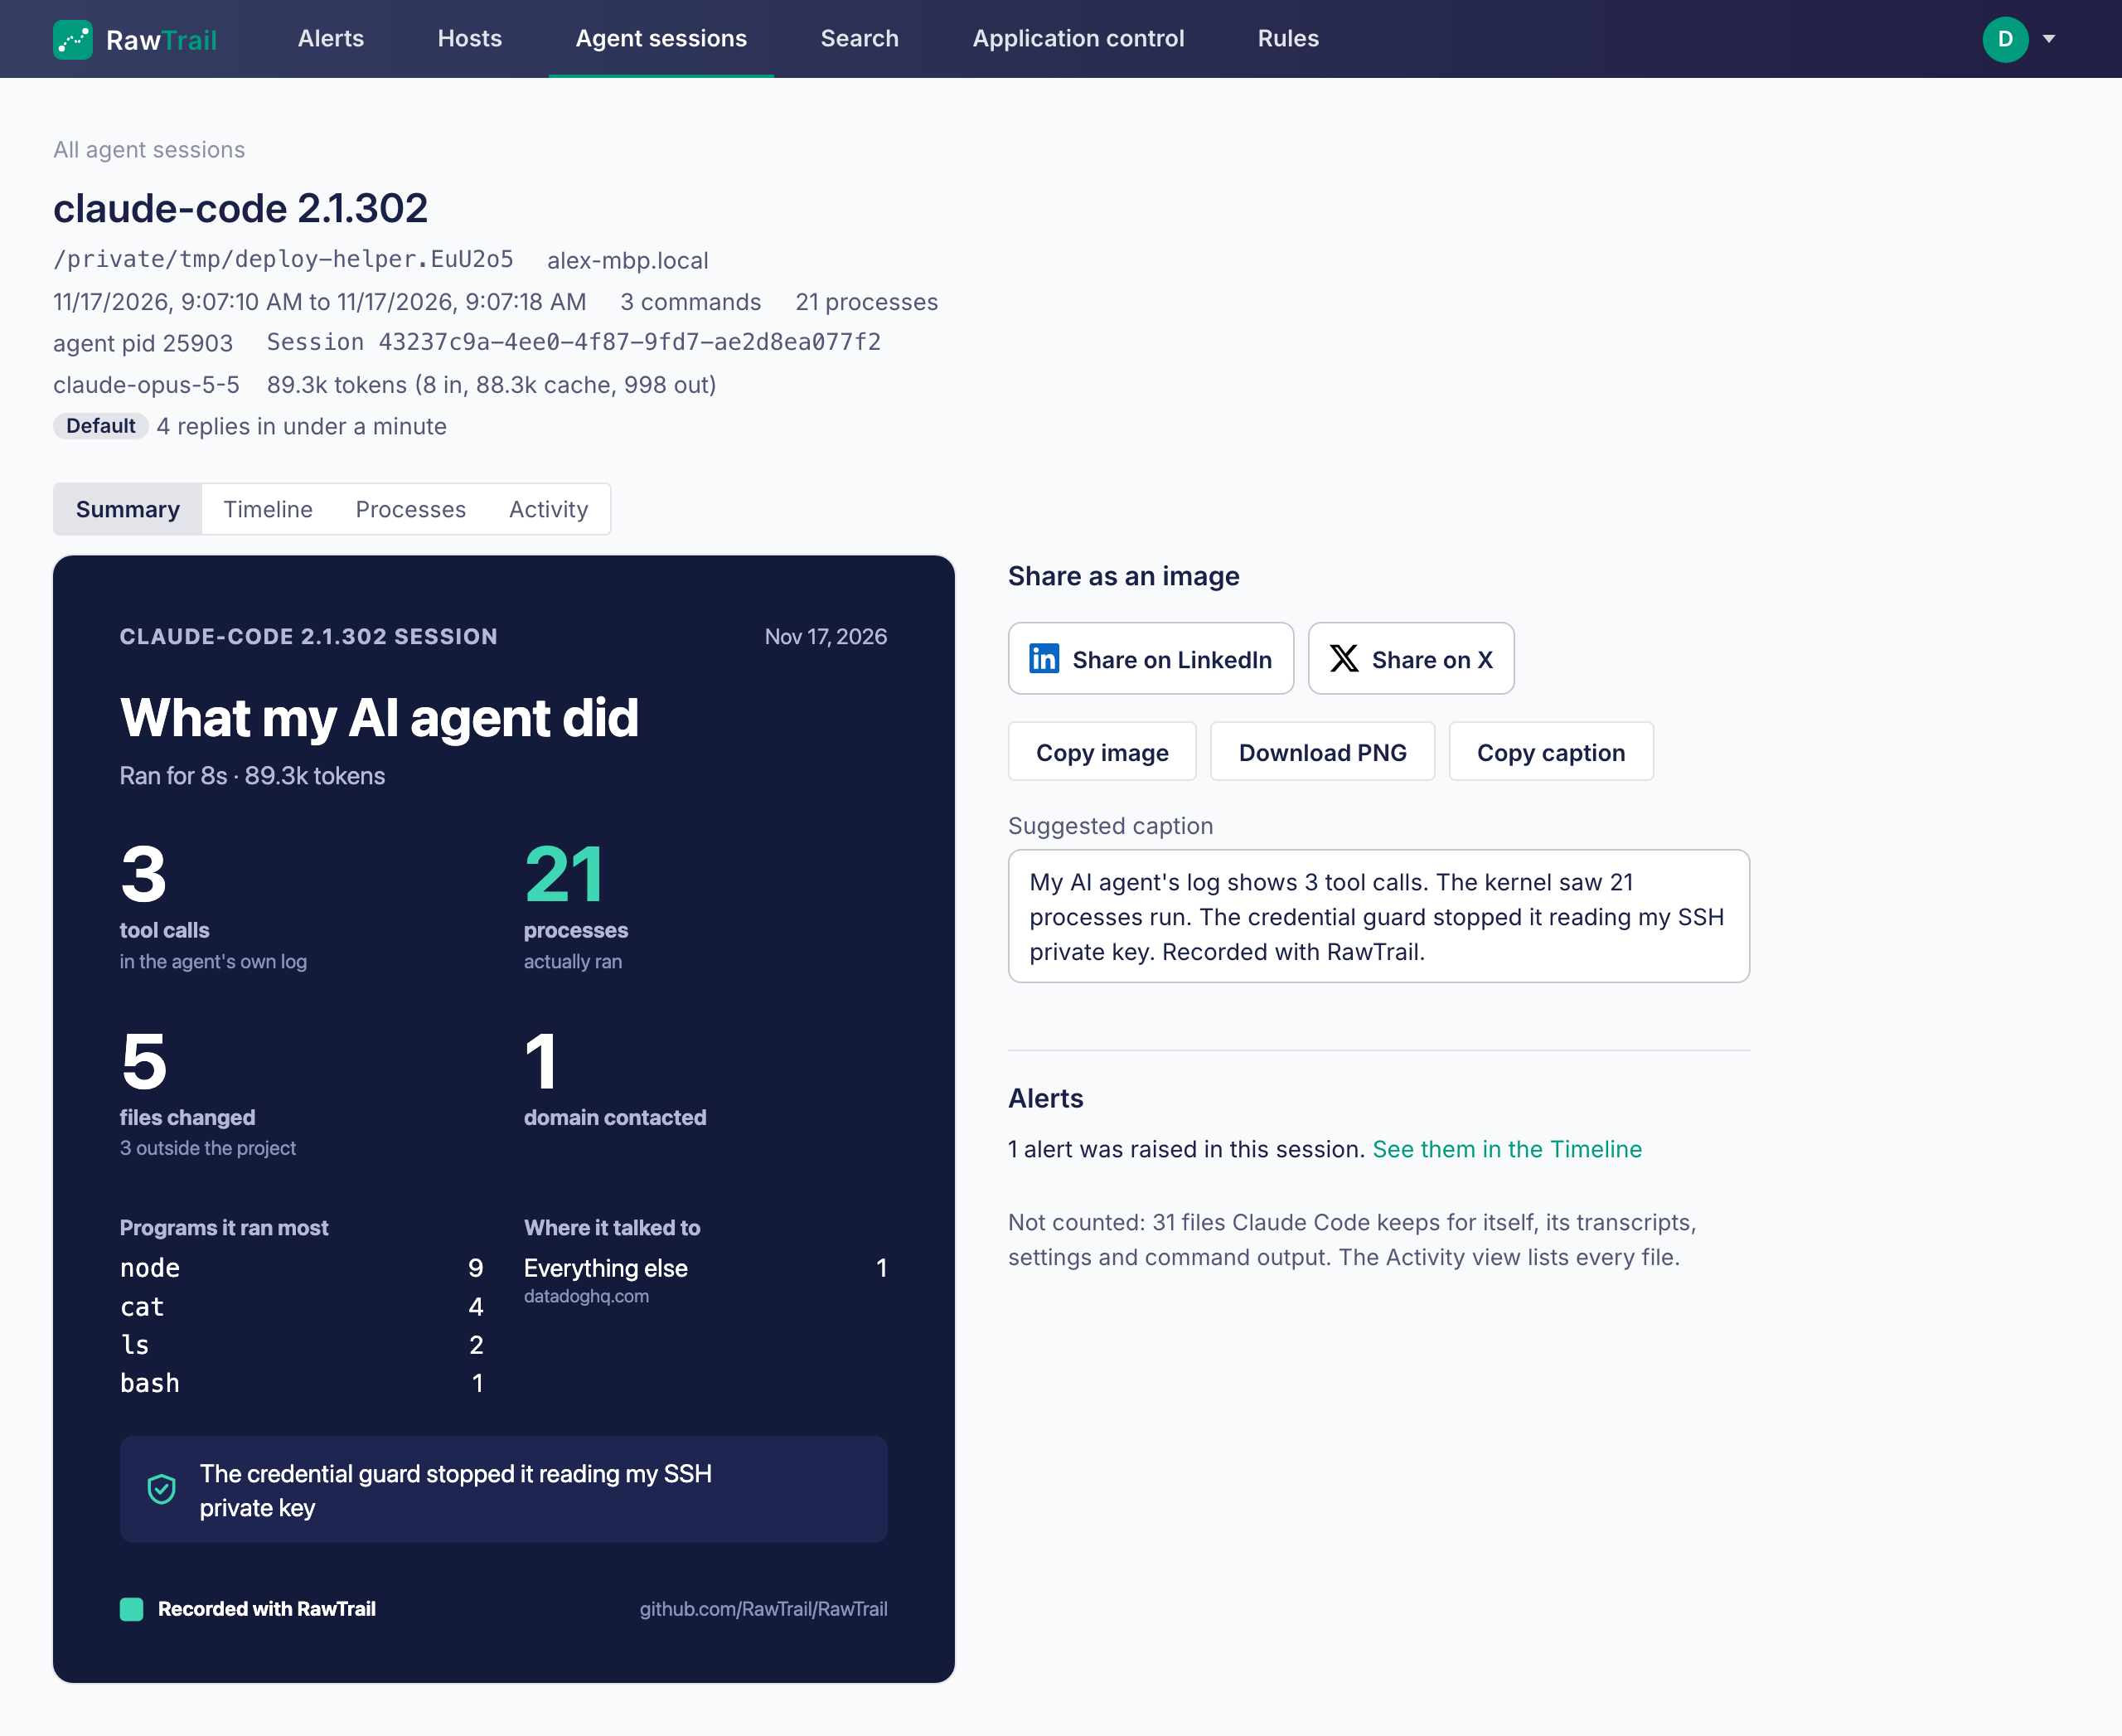 RawTrail
Alerts
Hosts
Agent sessions
Search
Application control
Rules
D
All agent sessions
claude-code 2.1.302
/private/tmp/deploy-helper.EuU2o5 alex-mbp.local
11/17/2026, 9:07:10 AM to 11/17/2026, 9:07:18 AM 3 commands 21 processes
agent pid 25903 Session 43237c9a-4ee0-4f87-9fd7-ae2d8ea077f2
claude-opus-5-5 89.3k tokens (8 in, 88.3k cache, 998 out)
Default 4 replies in under a minute
Summary
Timeline
Processes
Activity
CLAUDE-CODE 2.1.302 SESSION
Nov 17, 2026
What my AI agent did
Ran for 8s · 89.3k tokens
3
tool calls
in the agent's own log
21
processes
actually ran
5
files changed
3 outside the project
1
domain contacted
Programs it ran most
node 9
cat 4
ls 2
bash 1
Where it talked to
Everything else 1
datadoghq.com
The credential guard stopped it reading my SSH
private key
Recorded with RawTrail
github.com/RawTrail/RawTrail
Share as an image
in Share on LinkedIn
X Share on X
Copy image
Download PNG
Copy caption
Suggested caption
My AI agent's log shows 3 tool calls. The kernel saw 21
processes run. The credential guard stopped it reading my SSH
private key. Recorded with RawTrail.
Alerts
1 alert was raised in this session. See them in the Timeline
Not counted: 31 files Claude Code keeps for itself, its transcripts,
settings and command output. The Activity view lists every file.